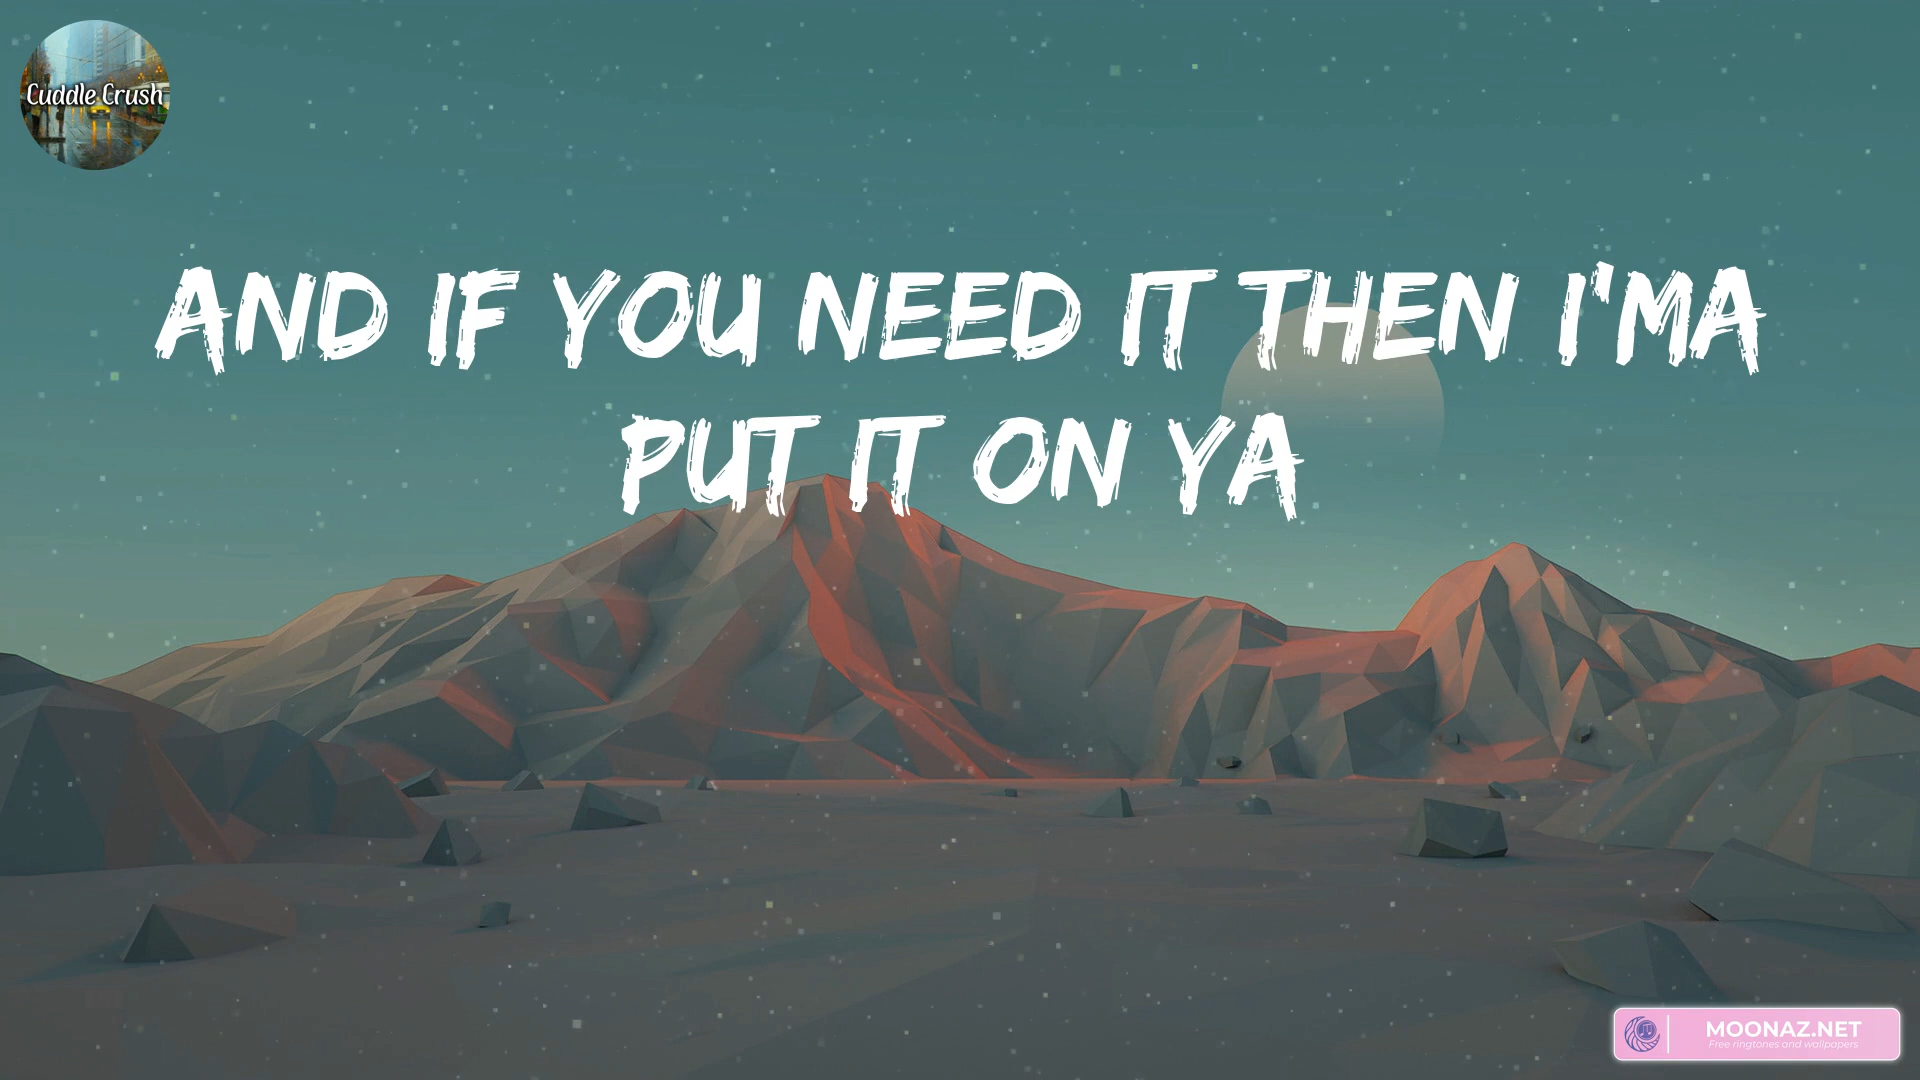 Cuddle Crush
AND IF YOU NEED IT THEN I'MA
PUT IT ON YA
MOONAZ.NET
Free ringtones and wallpapers